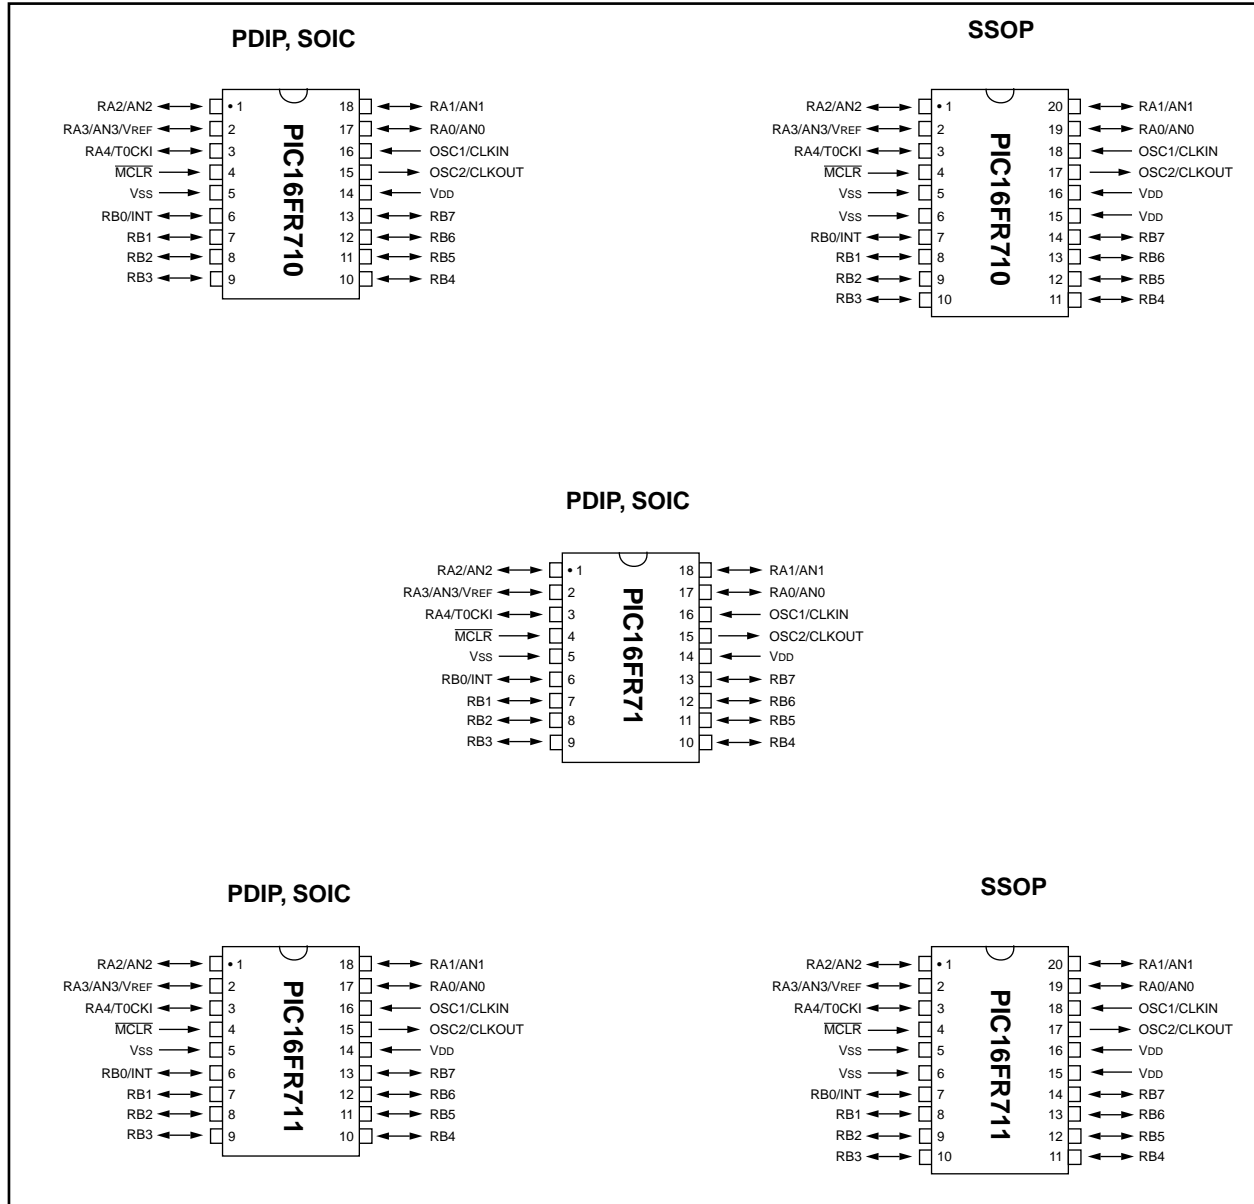 PDIP, SOIC
RA2/AN2 1 18 RA1/AN1
RA3/AN3/VREF 2 17 RA0/AN0
RA4/T0CKI 3 16 OSC1/CLKIN
MCLR 4 15 OSC2/CLKOUT
VSS 5 14 VDD
RB0/INT 6 13 RB7
RB1 7 12 RB6
RB2 8 11 RB5
RB3 9 10 RB4
PIC16FR710
SSOP
RA2/AN2 1 20 RA1/AN1
RA3/AN3/VREF 2 19 RA0/AN0
RA4/T0CKI 3 18 OSC1/CLKIN
MCLR 4 17 OSC2/CLKOUT
VSS 5 16 VDD
VSS 6 15 VDD
RB0/INT 7 14 RB7
RB1 8 13 RB6
RB2 9 12 RB5
RB3 10 11 RB4
PIC16FR710
PDIP, SOIC
RA2/AN2 1 18 RA1/AN1
RA3/AN3/VREF 2 17 RA0/AN0
RA4/T0CKI 3 16 OSC1/CLKIN
MCLR 4 15 OSC2/CLKOUT
VSS 5 14 VDD
RB0/INT 6 13 RB7
RB1 7 12 RB6
RB2 8 11 RB5
RB3 9 10 RB4
PIC16FR71
PDIP, SOIC
RA2/AN2 1 18 RA1/AN1
RA3/AN3/VREF 2 17 RA0/AN0
RA4/T0CKI 3 16 OSC1/CLKIN
MCLR 4 15 OSC2/CLKOUT
VSS 5 14 VDD
RB0/INT 6 13 RB7
RB1 7 12 RB6
RB2 8 11 RB5
RB3 9 10 RB4
PIC16FR711
SSOP
RA2/AN2 1 20 RA1/AN1
RA3/AN3/VREF 2 19 RA0/AN0
RA4/T0CKI 3 18 OSC1/CLKIN
MCLR 4 17 OSC2/CLKOUT
VSS 5 16 VDD
VSS 6 15 VDD
RB0/INT 7 14 RB7
RB1 8 13 RB6
RB2 9 12 RB5
RB3 10 11 RB4
PIC16FR711